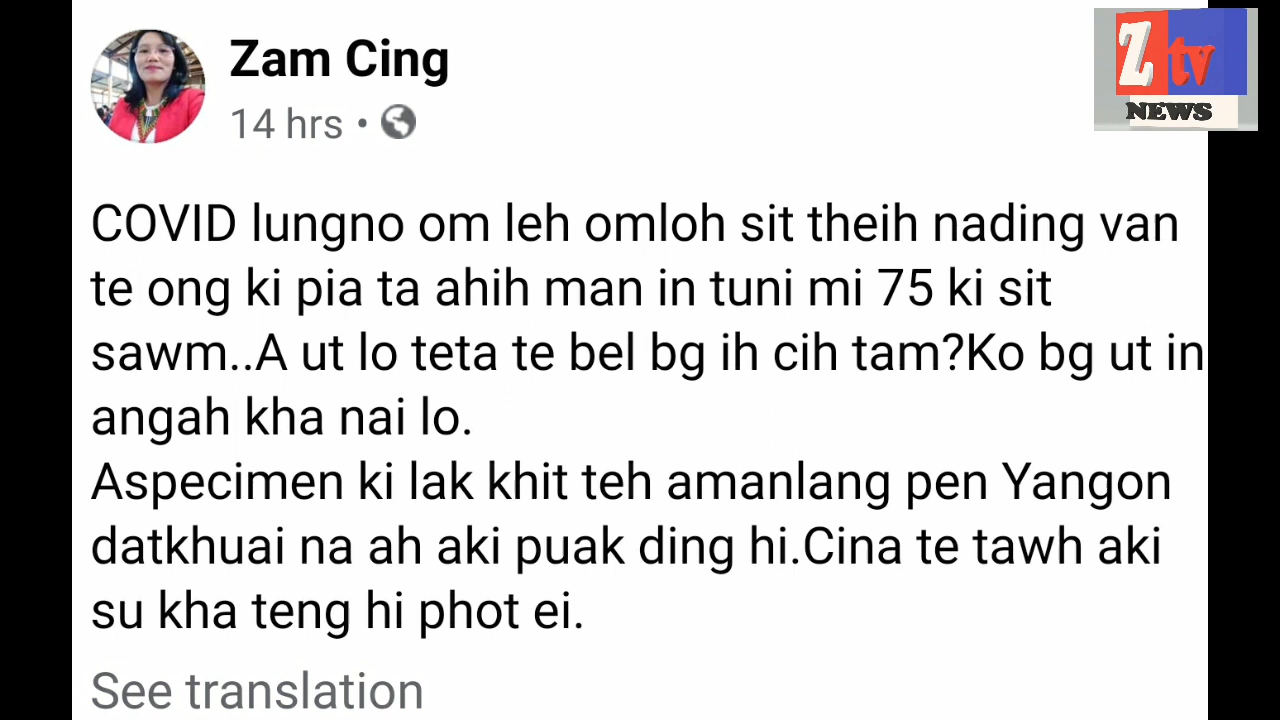 Zam Cing
14 hrs •
Z tv
NEWS
COVID lungno om leh omloh sit theih nading van
te ong ki pia ta ahih man in tuni mi 75 ki sit
sawm..A ut lo teta te bel bg ih cih tam?Ko bg ut in
angah kha nai lo.
Aspecimen ki lak khit teh amanlang pen Yangon
datkhuai na ah aki puak ding hi.Cina te tawh aki
su kha teng hi phot ei.
See translation